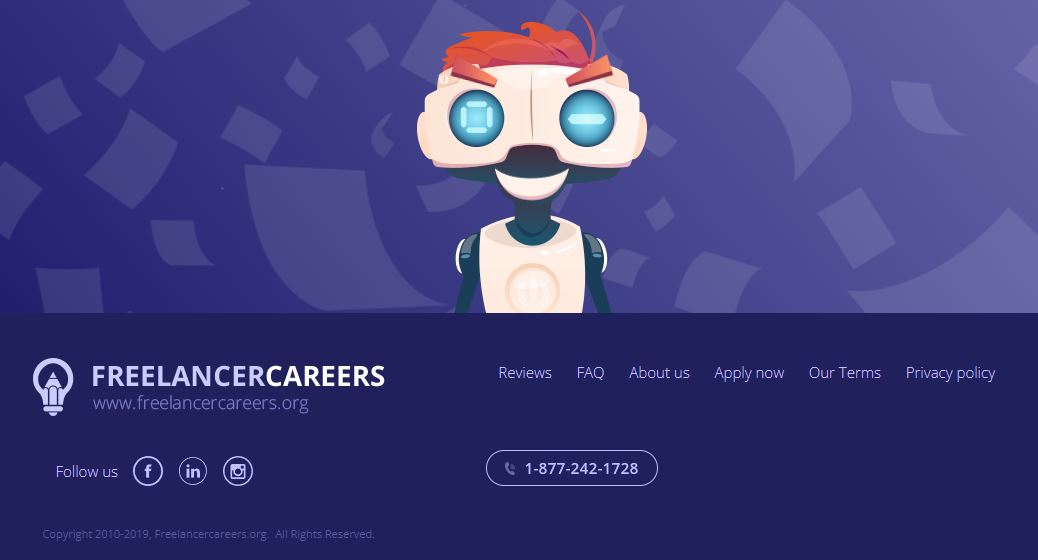 FREELANCERCAREERS
www.freelancercareers.org
Reviews FAQ About us Apply now Our Terms Privacy policy
Follow us
1-877-242-1728
Copyright 2010-2019, Freelancercareers.org. All Rights Reserved.